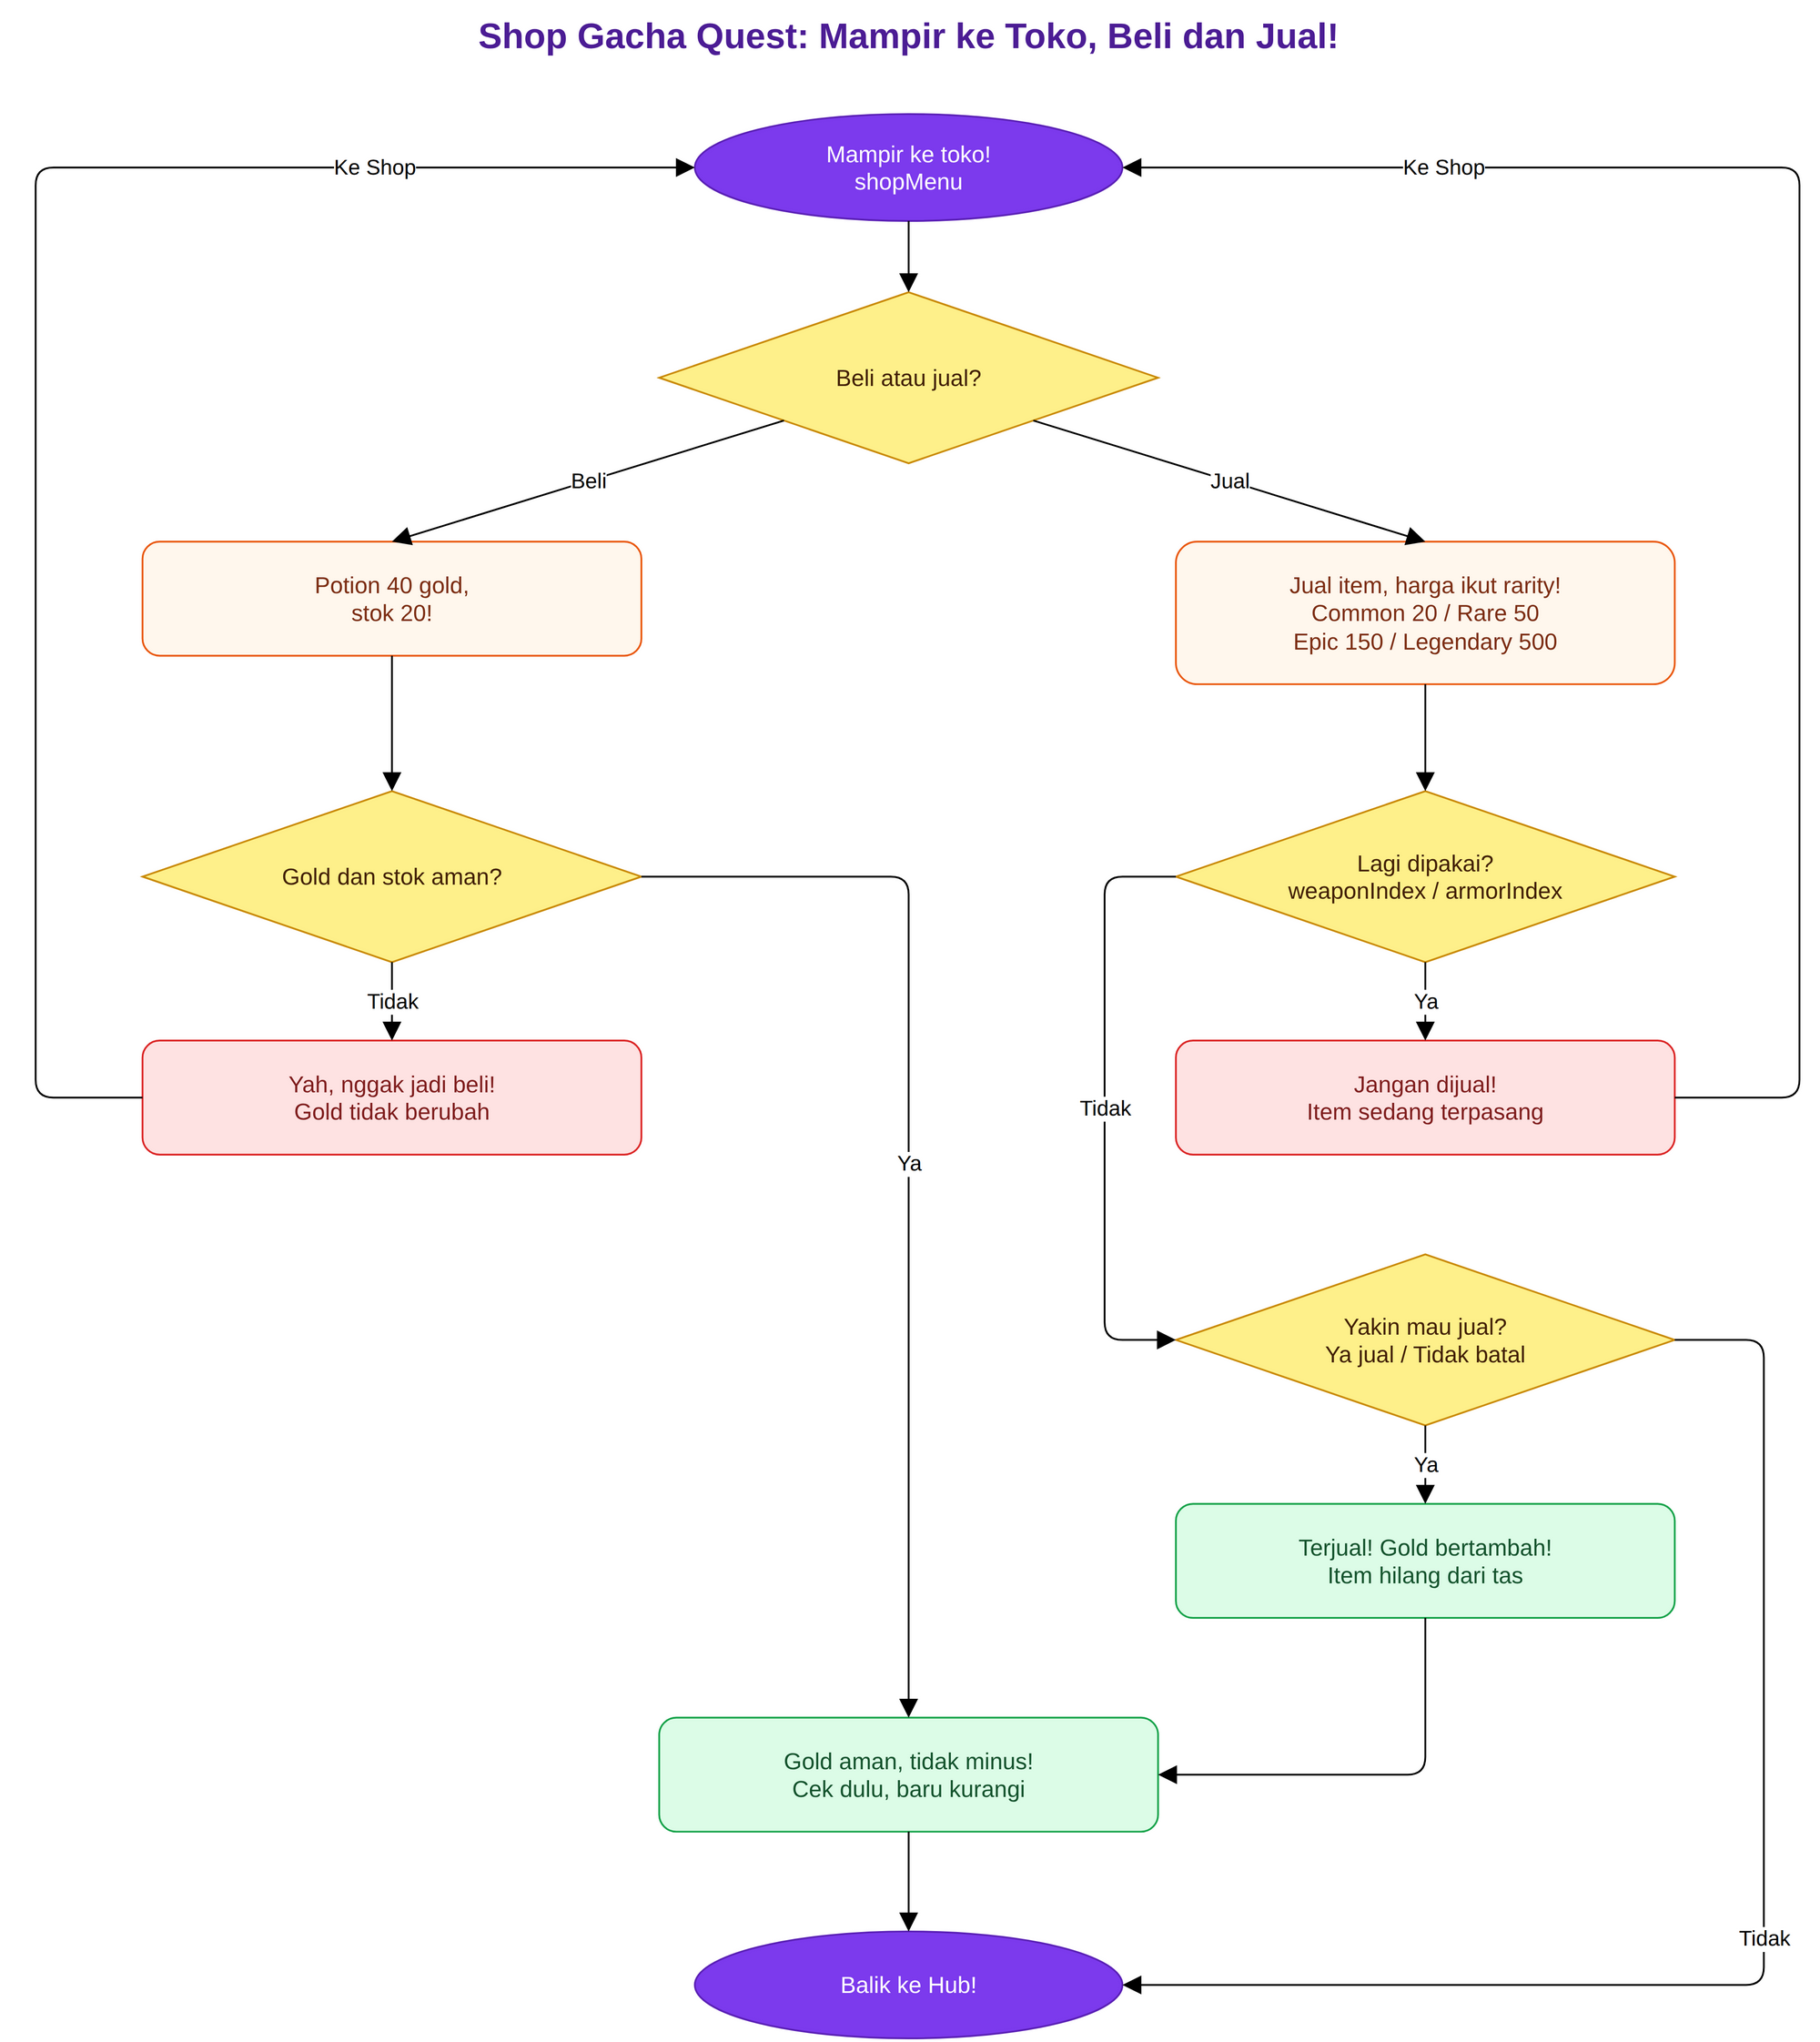 Shop Gacha Quest: Mampir ke Toko, Beli dan Jual!
Ke Shop
Mampir ke toko!
shopMenu
Ke Shop
Beli atau jual?
Beli
Jual
Potion 40 gold,
stok 20!
Jual item, harga ikut rarity!
Common 20 / Rare 50
Epic 150 / Legendary 500
Gold dan stok aman?
Lagi dipakai?
weaponIndex / armorIndex
Tidak
Ya
Yah, nggak jadi beli!
Gold tidak berubah
Jangan dijual!
Item sedang terpasang
Tidak
Ya
Yakin mau jual?
Ya jual / Tidak batal
Ya
Terjual! Gold bertambah!
Item hilang dari tas
Gold aman, tidak minus!
Cek dulu, baru kurangi
Tidak
Balik ke Hub!